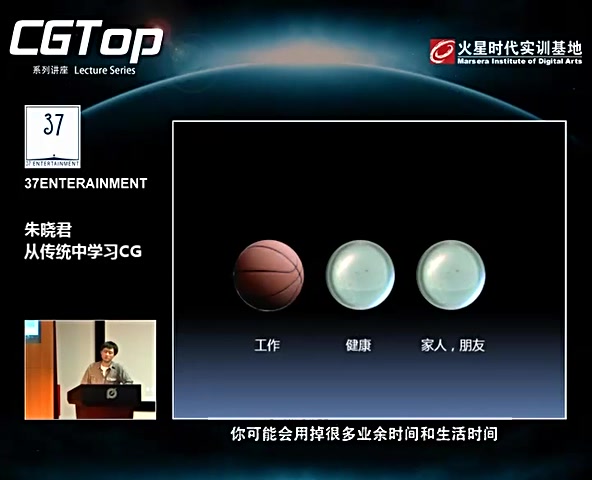 CGTop
系列讲座 Lecture Series
火星时代实训基地
Marsera Institute of Digital Arts
37
37 ENTERTAINMENT
37ENTERAINMENT
朱晓君
从传统中学习CG
工作
健康
家人，朋友
你可能会用掉很多业余时间和生活时间